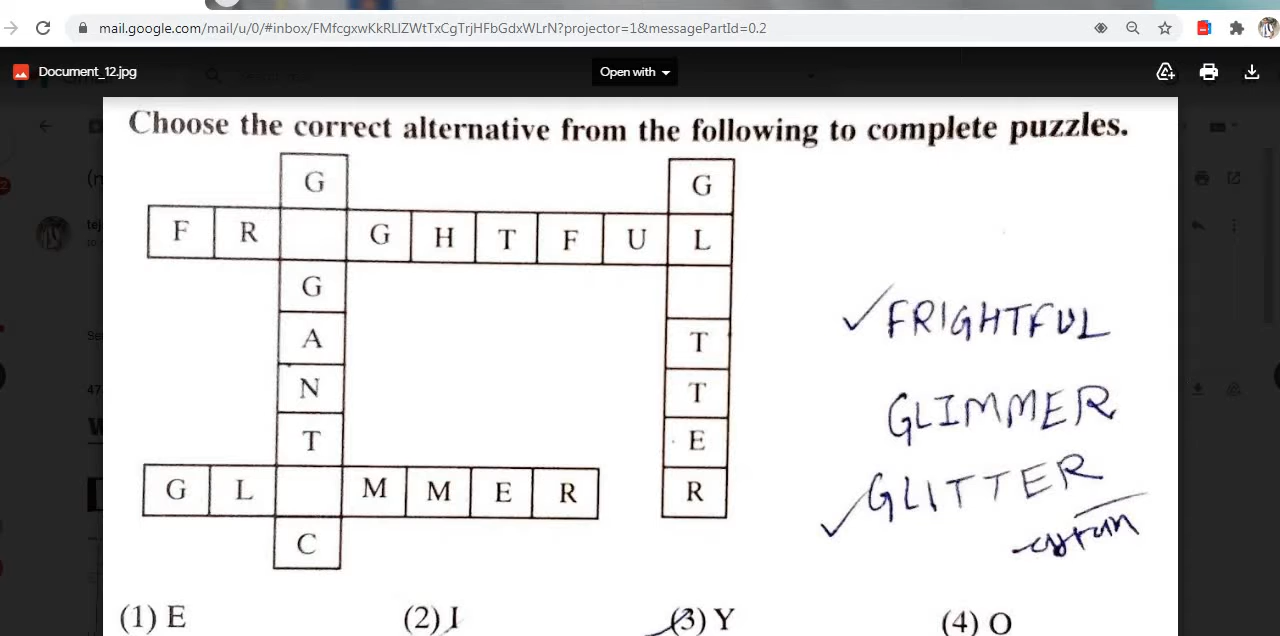 mail.google.com/mail/u/0/#inbox/FMfcgxwKkRLlZWtTxCgTrjHFbGdxWLrN?projector=1&messagePartId=0.2
Document_12.jpg
Open with
Choose the correct alternative from the following to complete puzzles.
G G
F R G H T F U L
G
A T
N T
T E
G L M M E R R
C
FRIGHTFUL
GLIMMER
GLITTER
(1) E (2) I (3) Y (4) O